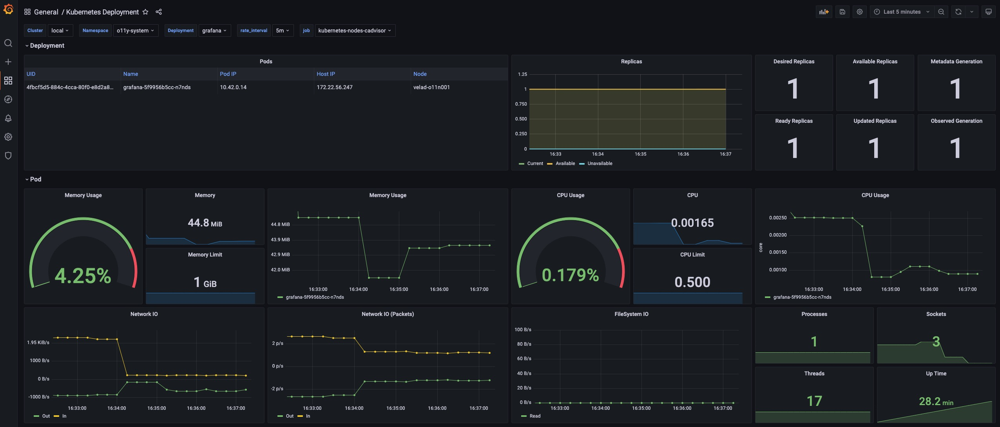 General / Kubernetes Deployment
Last 5 minutes
Cluster local Namespace o11y-system Deployment grafana rate_interval 5m job kubernetes-nodes-cadvisor
Deployment
Pods
UID Name Pod IP Host IP Node
4fbcf5d5-884c-4cca-80f0-e8d2a8... grafana-5f9956b5cc-n7nds 10.42.0.14 172.22.56.247 velad-o11n001
Replicas
1.25
1
0.750
0.500
0.250
0
16:33 16:34 16:35 16:36 16:37
Current Available Unavailable
Desired Replicas
1
Available Replicas
1
Metadata Generation
1
Ready Replicas
1
Updated Replicas
1
Observed Generation
1
Pod
Memory Usage
4.25%
Memory
44.8 MiB
Memory Limit
1 GiB
Memory Usage
44.8 MiB
43.9 MiB
42.9 MiB
42.0 MiB
16:33:00 16:34:00 16:35:00 16:36:00 16:37:00
grafana-5f9956b5cc-n7nds
CPU Usage
0.179%
CPU
0.00165
CPU Limit
0.500
CPU Usage
core
0.00250
0.00200
0.00150
0.00100
16:33:00 16:34:00 16:35:00 16:36:00 16:37:00
grafana-5f9956b5cc-n7nds
Network IO
1.95 KiB/s
1000 B/s
0 B/s
-1000 B/s
16:33:00 16:34:00 16:35:00 16:36:00 16:37:00
Out In
Network IO (Packets)
2 p/s
0 p/s
-2 p/s
16:33:00 16:34:00 16:35:00 16:36:00 16:37:00
Out In
FileSystem IO
100 B/s
80 B/s
60 B/s
40 B/s
20 B/s
0 B/s
16:33:00 16:34:00 16:35:00 16:36:00 16:37:00
Read
Processes
1
Sockets
3
Threads
17
Up Time
28.2 min